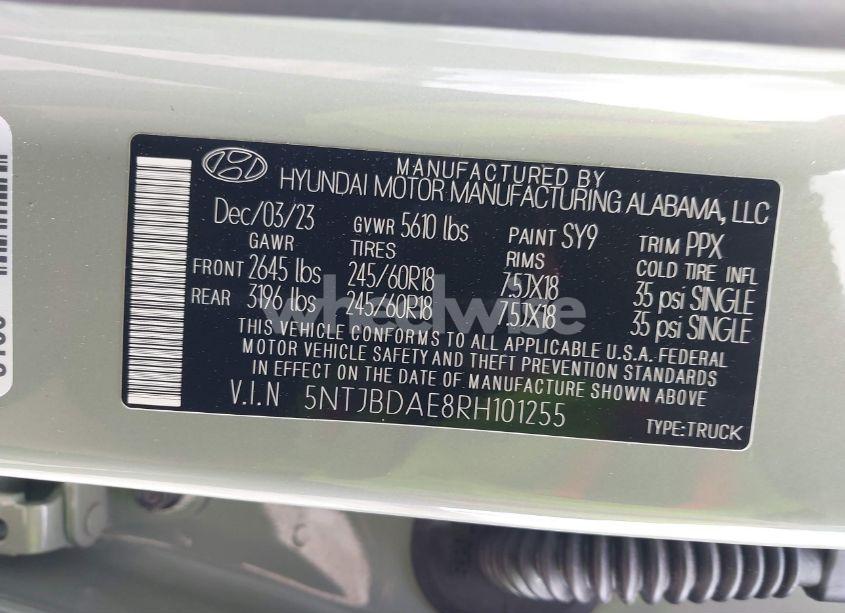 MANUFACTURED BY
HYUNDAI MOTOR MANUFACTURING ALABAMA, LLC
Dec/03/23 GVWR 5610 lbs PAINT SY9 TRIM PPX
GAWR TIRES RIMS COLD TIRE INFL
FRONT 2645 lbs 245/60R18 7.5JX18 35 psi SINGLE
REAR 3196 lbs 245/60R18 7.5JX18 35 psi SINGLE
THIS VEHICLE CONFORMS TO ALL APPLICABLE U.S.A. FEDERAL
MOTOR VEHICLE SAFETY AND THEFT PREVENTION STANDARDS
IN EFFECT ON THE DATE OF MANUFACTURE SHOWN ABOVE
V.I.N 5NTJBDAE8RH101255
TYPE:TRUCK